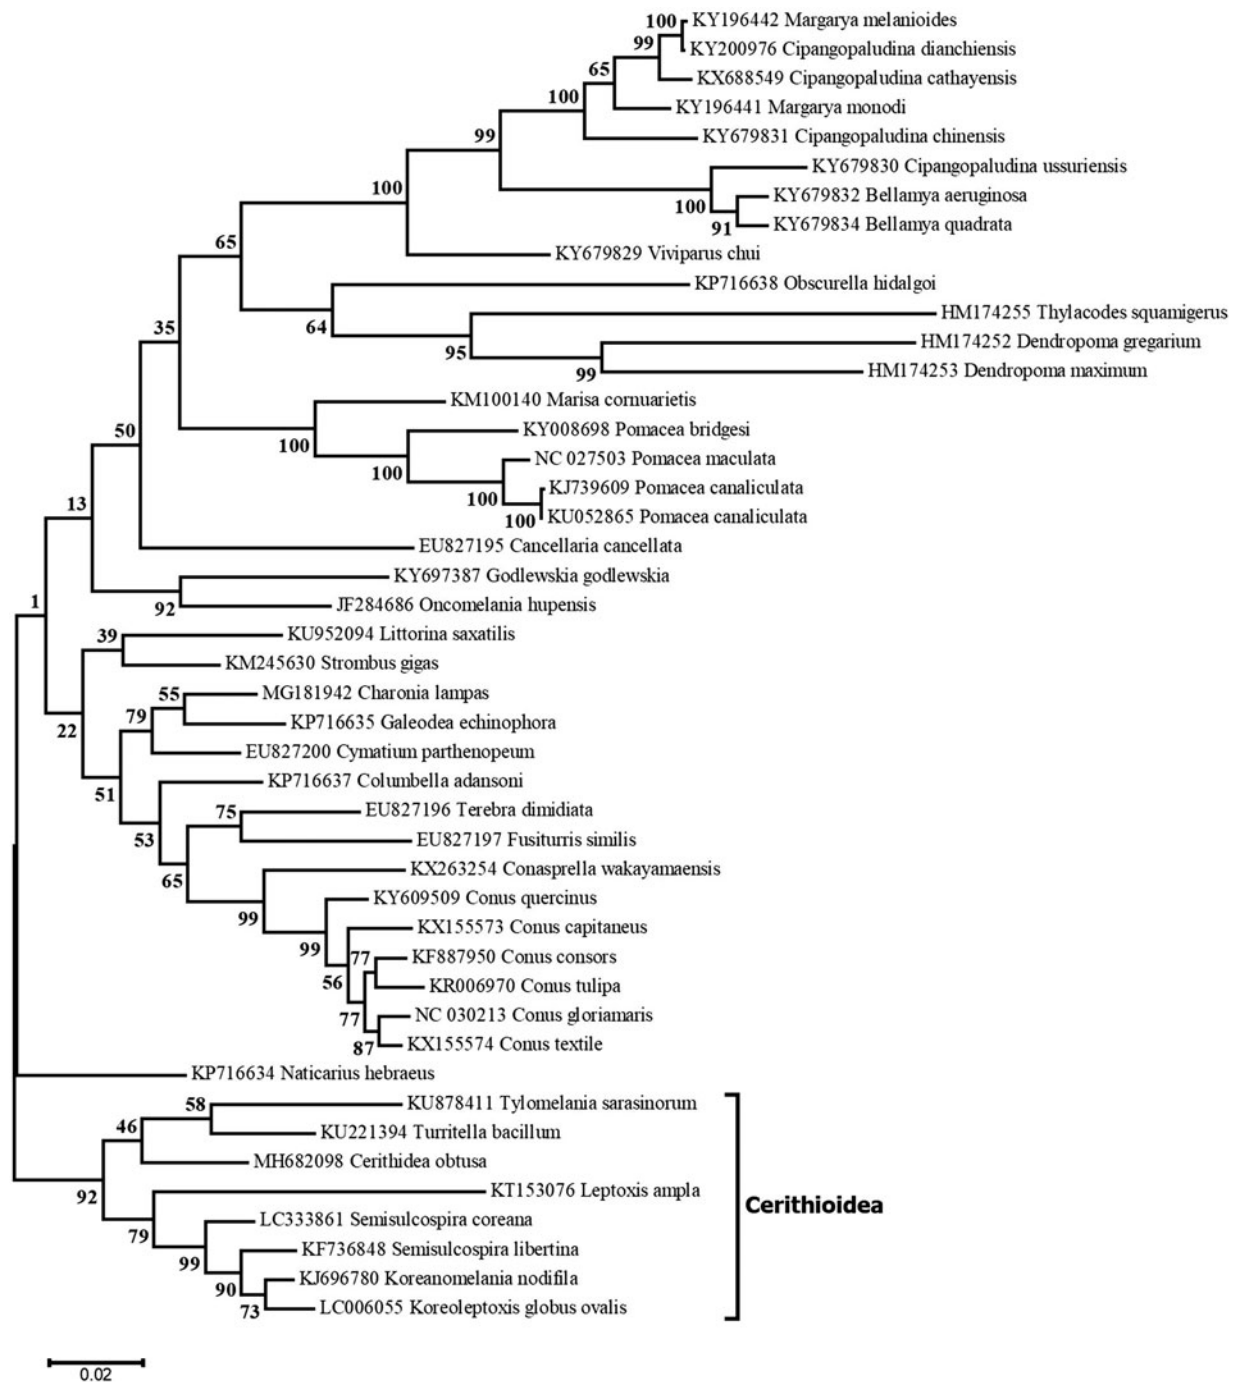 100 KY196442 Margarya melanioides
99 KY200976 Cipangopaludina dianchiensis
65 KX688549 Cipangopaludina cathayensis
100 KY196441 Margarya monodi
99 KY679831 Cipangopaludina chinensis
KY679830 Cipangopaludina ussuriensis
100 KY679832 Bellamya aeruginosa
100 91 KY679834 Bellamya quadrata
65 KY679829 Viviparus chui
KP716638 Obscurella hidalgoi
HM174255 Thylacodes squamigerus
35 64 HM174252 Dendropoma gregarium
95 99 HM174253 Dendropoma maximum
KM100140 Marisa cornuarietis
50 100 KY008698 Pomacea bridgesi
100 NC 027503 Pomacea maculata
KJ739609 Pomacea canaliculata
13 100 100 KU052865 Pomacea canaliculata
EU827195 Cancellaria cancellata
KY697387 Godlewskia godlewskia
1 92 JF284686 Oncomelania hupensis
39 KU952094 Littorina saxatilis
KM245630 Strombus gigas
55 MG181942 Charonia lampas
22 79 KP716635 Galeodea echinophora
EU827200 Cymatium parthenopeum
51 KP716637 Columbella adansoni
75 EU827196 Terebra dimidiata
53 EU827197 Fusiturris similis
65 KX263254 Conasprella wakayamaensis
KY609509 Conus quercinus
99 KX155573 Conus capitaneus
99 77 KF887950 Conus consors
56 KR006970 Conus tulipa
77 NC 030213 Conus gloriamaris
87 KX155574 Conus textile
KP716634 Naticarius hebraeus
58 KU878411 Tylomelania sarasinorum
46 KU221394 Turritella bacillum
MH682098 Cerithidea obtusa
92 KT153076 Leptoxis ampla
Cerithioidea
79 LC333861 Semisulcospira coreana
99 KF736848 Semisulcospira libertina
90 KJ696780 Koreanomelania nodifila
73 LC006055 Koreoleptoxis globus ovalis
0.02